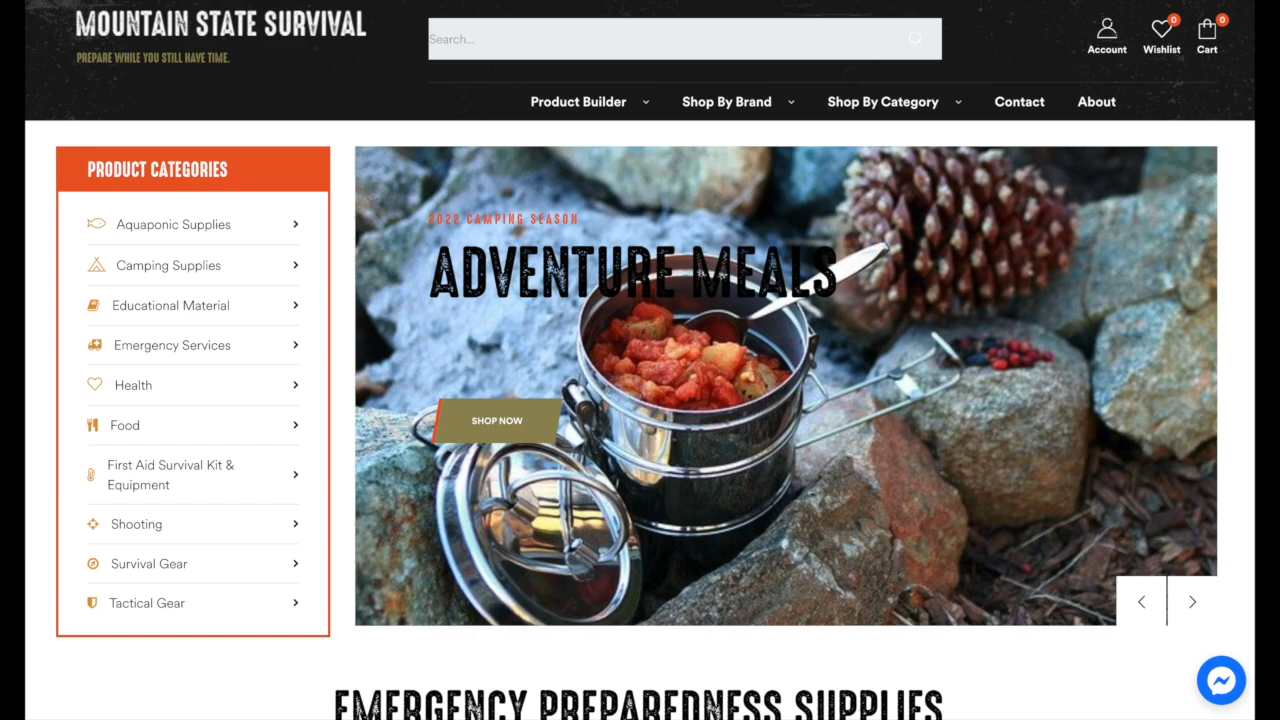 MOUNTAIN STATE SURVIVAL
PREPARE WHILE YOU STILL HAVE TIME.
Search...
Account
0
Wishlist
0
Cart
Product Builder
Shop By Brand
Shop By Category
Contact
About
PRODUCT CATEGORIES
Aquaponic Supplies
Camping Supplies
Educational Material
Emergency Services
Health
Food
First Aid Survival Kit &
Equipment
Shooting
Survival Gear
Tactical Gear
2022 CAMPING SEASON
ADVENTURE MEALS
SHOP NOW
EMERGENCY PREPAREDNESS SUPPLIES